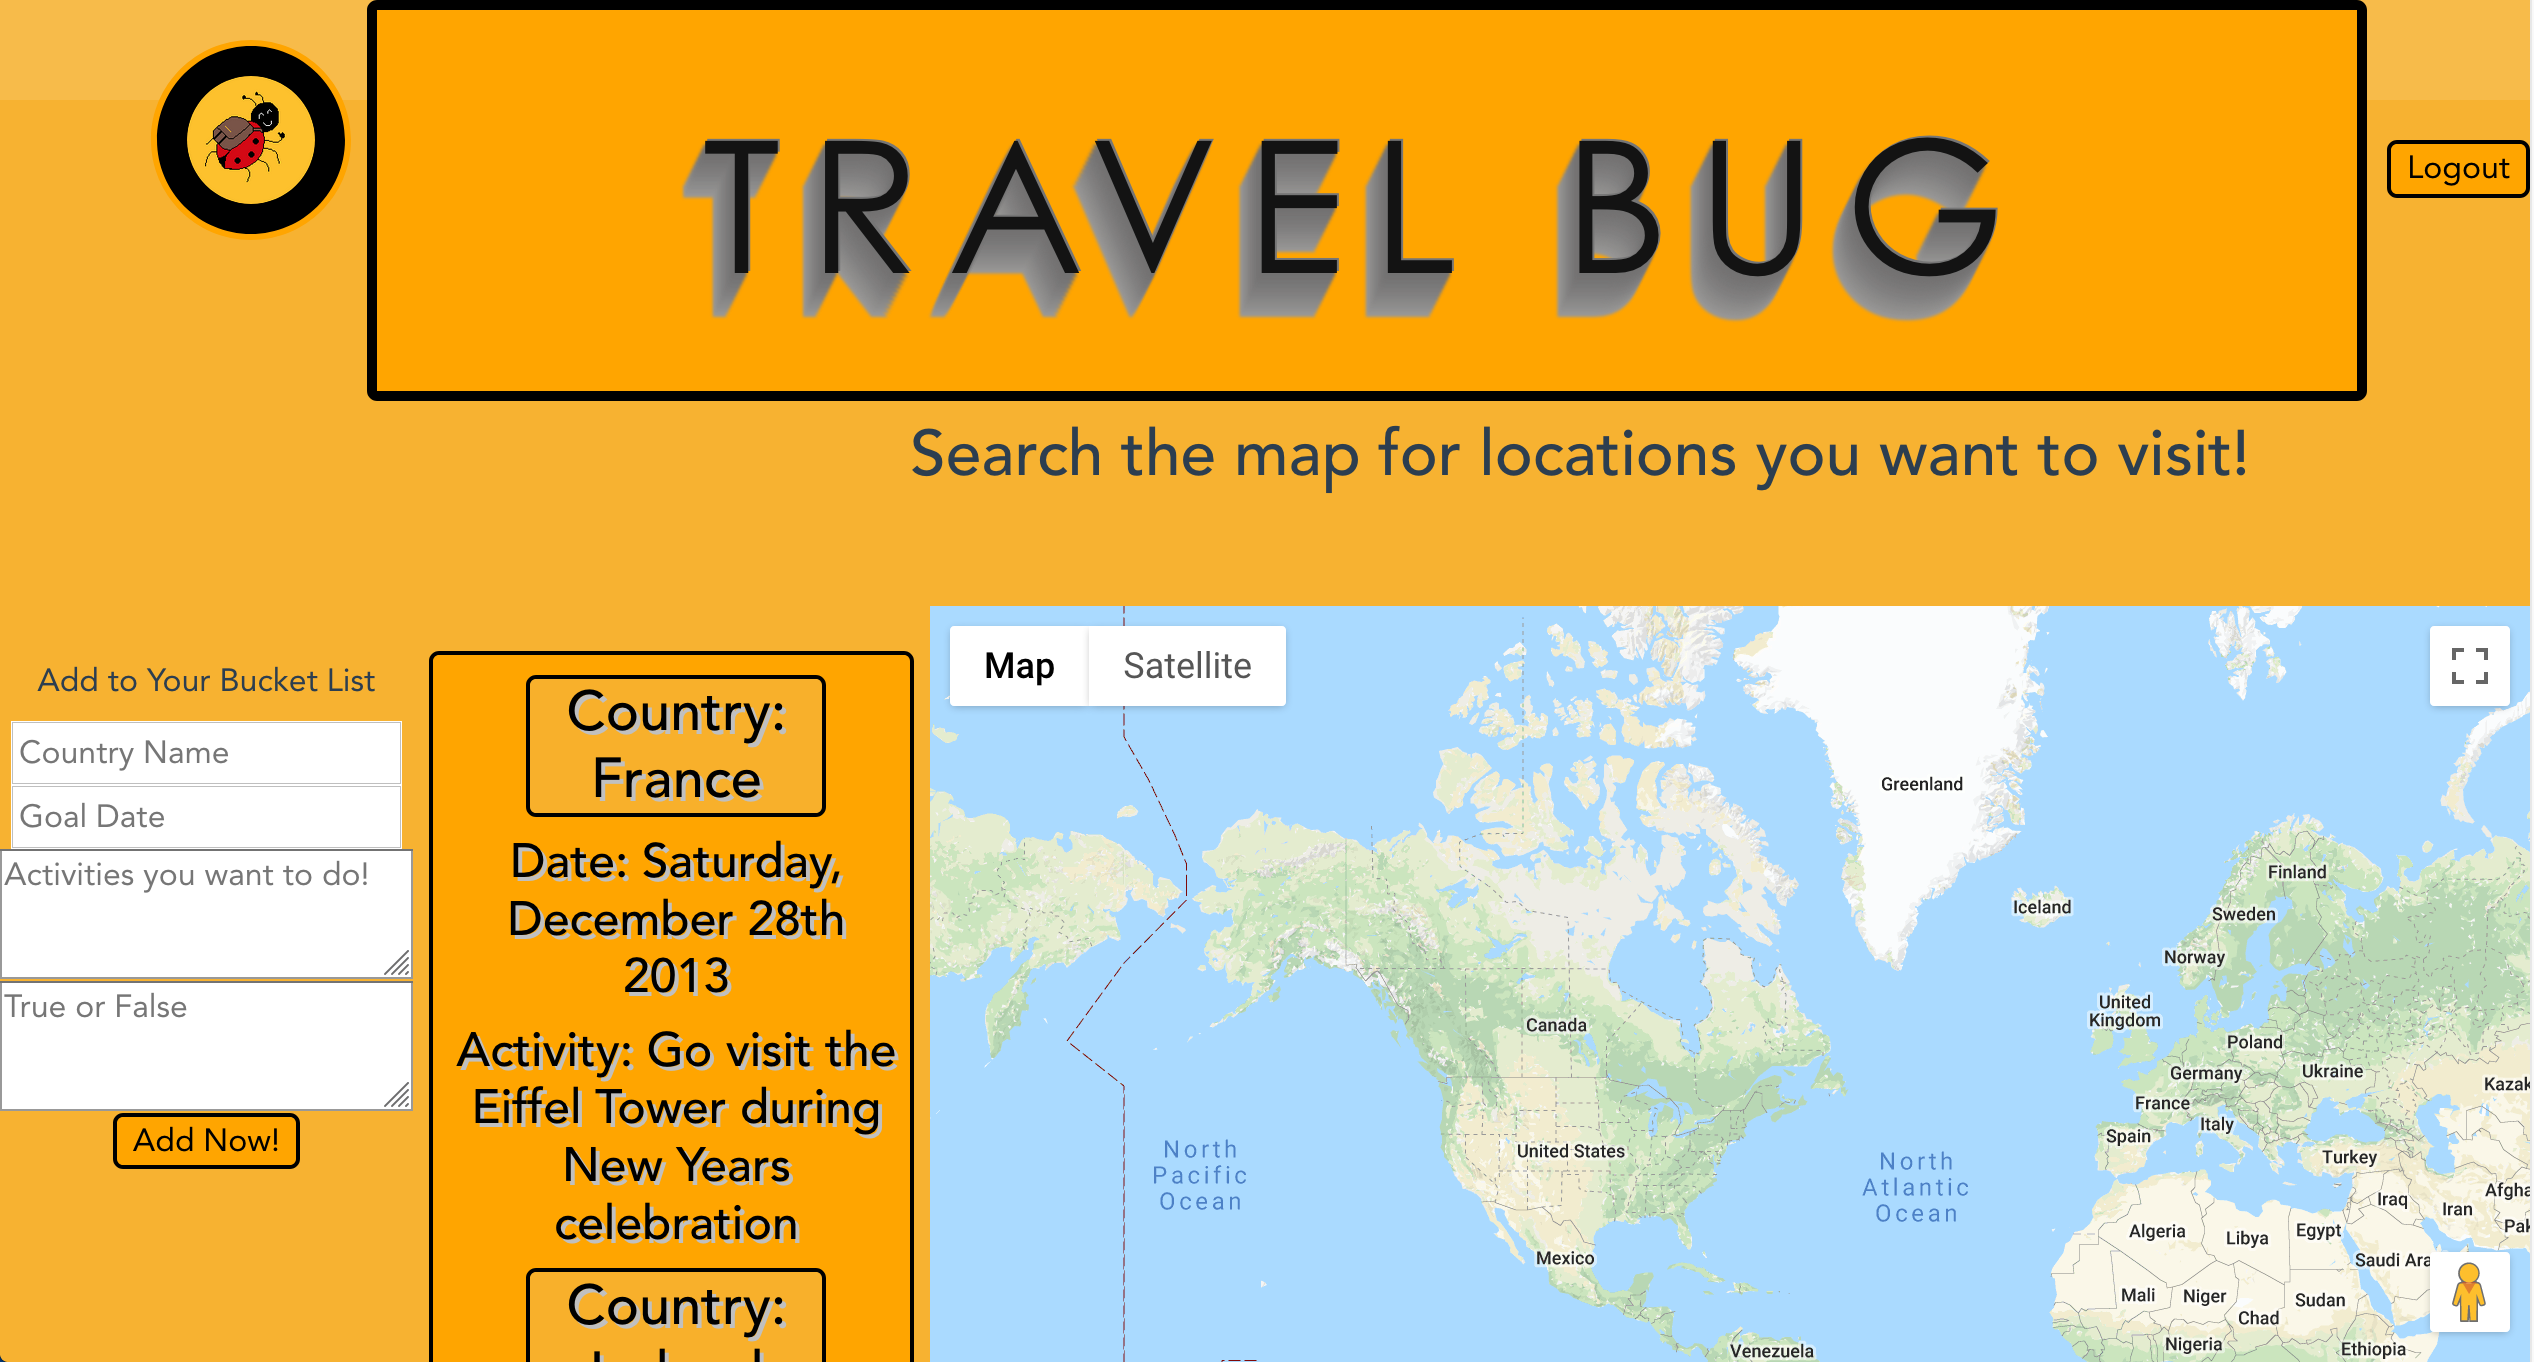 TRAVEL BUG
Logout
Search the map for locations you want to visit!
Add to Your Bucket List
Country Name
Goal Date
Activities you want to do!
True or False
Add Now!
Country:
France
Date: Saturday,
December 28th
2013
Activity: Go visit the
Eiffel Tower during
New Years
celebration
Country:
Map
Satellite
Greenland
Finland
Iceland
Sweden
Norway
United
Kingdom
Canada
Poland
Germany
Ukraine
Kazak
France
Italy
Spain
United States
Turkey
North
Pacific
Ocean
North
Atlantic
Ocean
Iraq
Iran
Afgha
Pak
Algeria
Libya
Egypt
Mexico
Saudi Ara
Mali
Niger
Sudan
Chad
Nigeria
Ethiopia
Venezuela